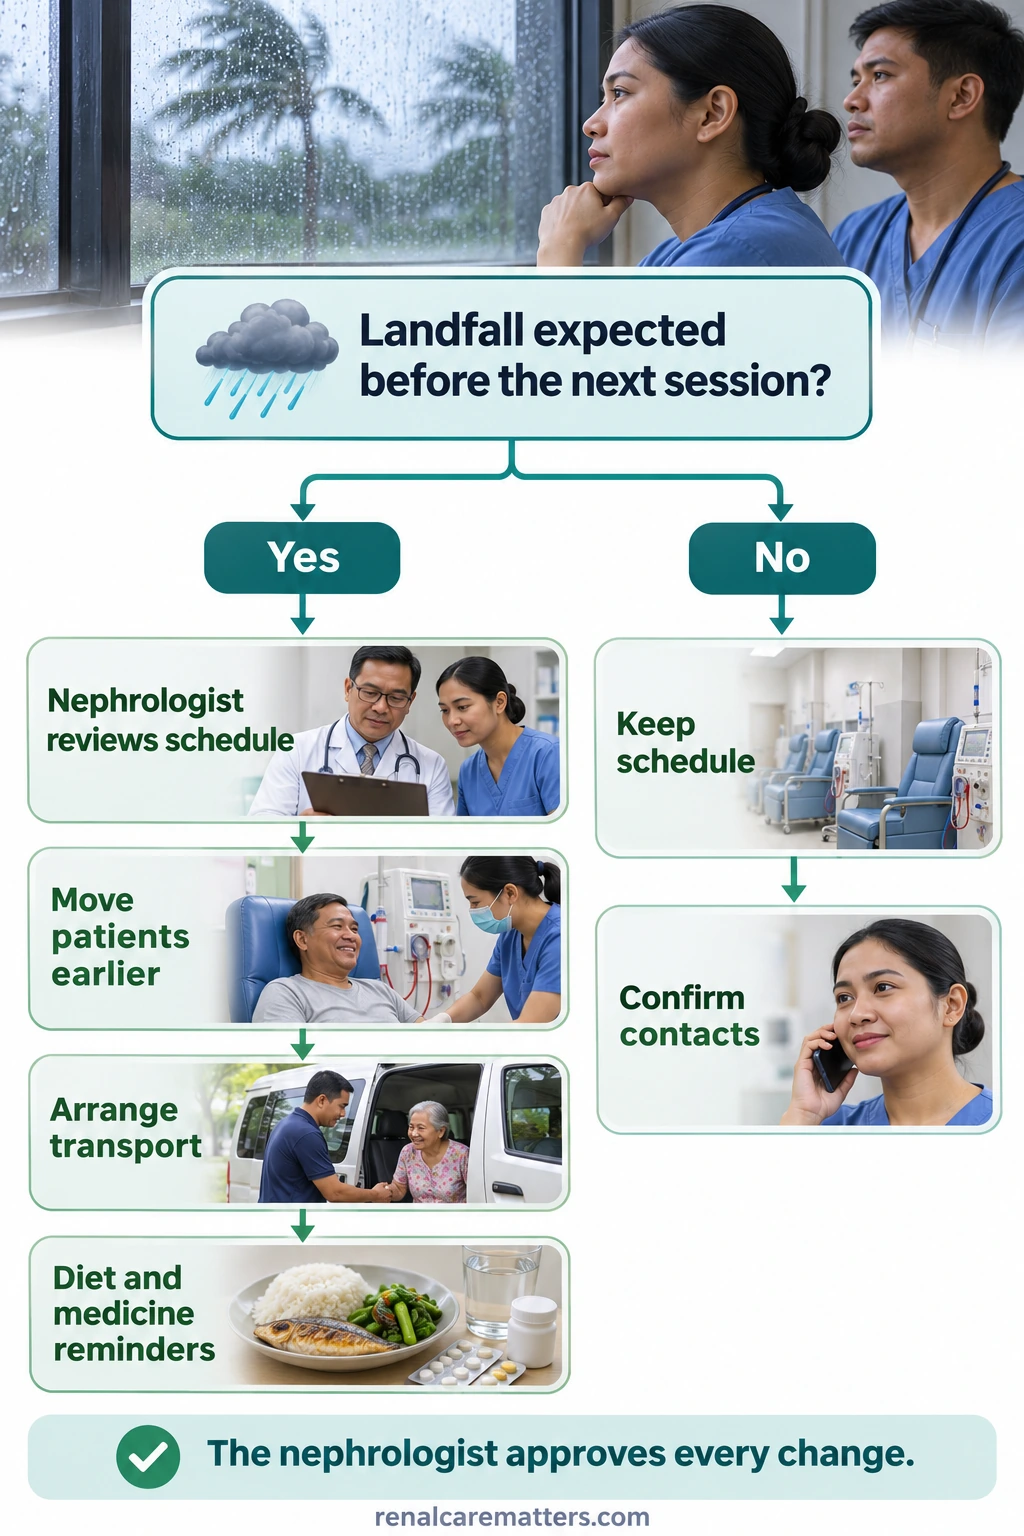 Landfall expected
before the next session?
Yes
No
Nephrologist
reviews schedule
Move
patients
earlier
Arrange
transport
Diet and
medicine
reminders
Keep
schedule
Confirm
contacts
The nephrologist approves every change.
renalcarematters.com